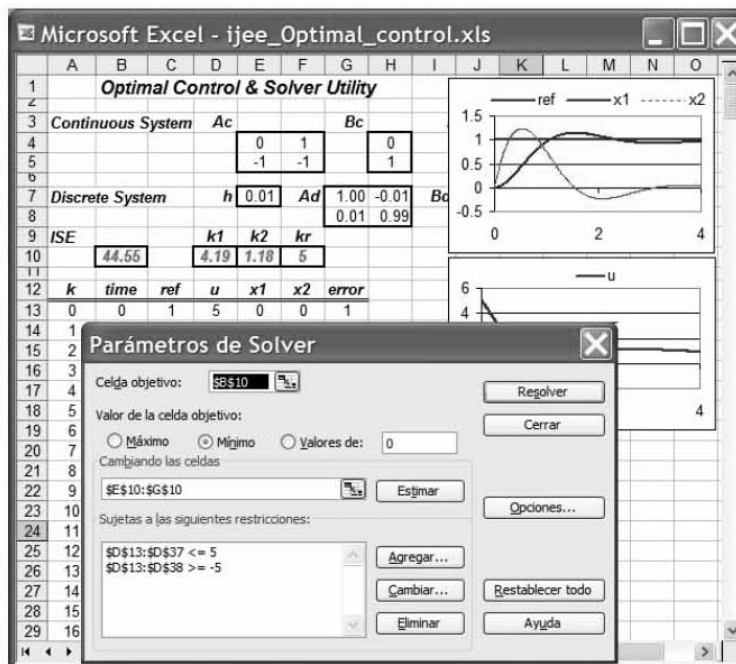 Microsoft Excel - ijee_Optimal_control.xls
A B C D E F G H I J K L M N O
1 Optimal Control & Solver Utility
2
3 Continuous System Ac Bc
4 0 1 0
5 -1 -1 1
6
7 Discrete System h 0.01 Ad 1.00 -0.01 Bd
8 0.01 0.99
9 ISE k1 k2 kr
10 44.55 4.19 1.18 5
11
12 k time ref u x1 x2 error
13 0 0 1 5 0 0 1
14 1
15 2
16 3
17 4
18 5
19 6
20 7
21 8
22 9
23 10
24 11
25 12
26 13
27 14
28 15
29 16
ref x1 x2
1.5
1
0.5
0
-0.5
0 2 4
u
6
4
4
Parámetros de Solver
Celda objetivo: $B$10
Valor de la celda objetivo:
Máximo Mínimo Valores de: 0
Cambiando las celdas
$E$10:$G$10
Estimar
Sujetas a las siguientes restricciones:
$D$13:$D$37 <= 5
$D$13:$D$38 >= -5
Agregar...
Cambiar...
Eliminar
Resolver
Cerrar
Opciones...
Restablecer todo
Ayuda